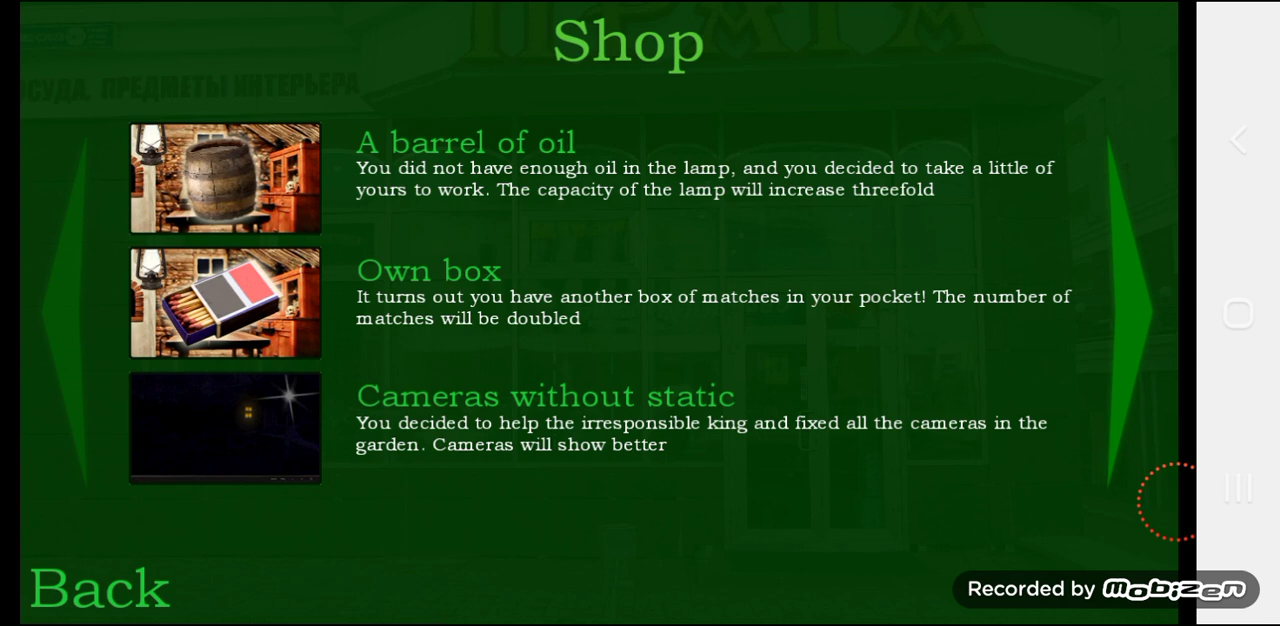 Shop
ПОСУДА. ПРЕДМЕТЫ ИНТЕРЬЕРА
A barrel of oil
You did not have enough oil in the lamp, and you decided to take a little of
yours to work. The capacity of the lamp will increase threefold
Own box
It turns out you have another box of matches in your pocket! The number of
matches will be doubled
Cameras without static
You decided to help the irresponsible king and fixed all the cameras in the
garden. Cameras will show better
Back
Recorded by mobizen